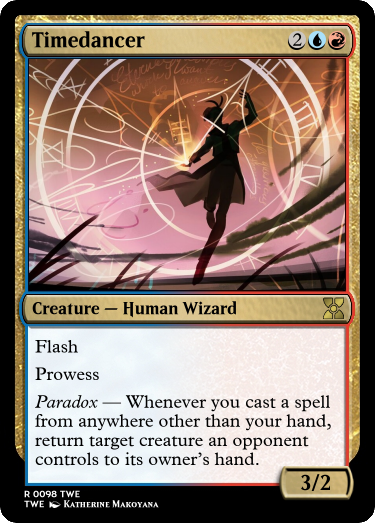 Timedancer 2
Creature — Human Wizard
Flash
Prowess
Paradox — Whenever you cast a spell
from anywhere other than your hand,
return target creature an opponent
controls to its owner's hand.
3/2
R 0098 TWE
TWE Katherine Makoyana